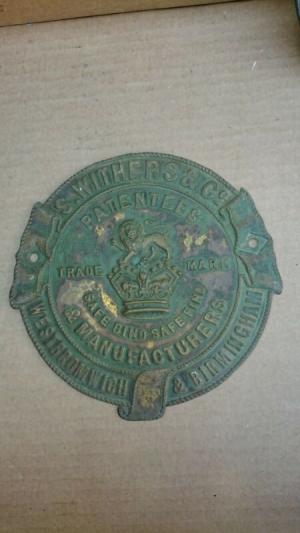 S. WITHERS & Co
PATENTEES
TRADE MARK
SAFE BIND SAFE FIND
& MANUFACTURERS
WEST BROMWICH & BIRMINGHAM